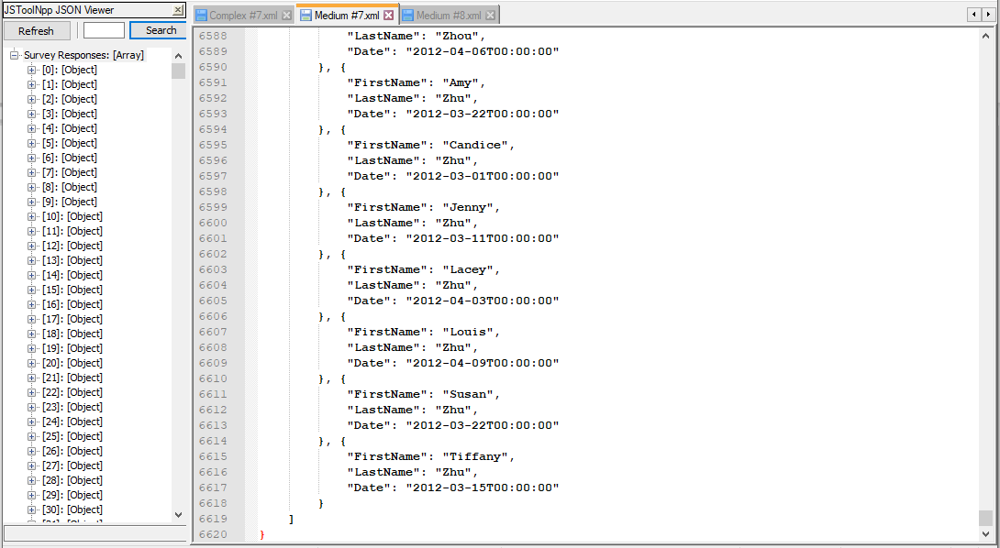 JSToolNpp JSON Viewer
Refresh
Search
Survey Responses: [Array]
[0]: [Object]
[1]: [Object]
[2]: [Object]
[3]: [Object]
[4]: [Object]
[5]: [Object]
[6]: [Object]
[7]: [Object]
[8]: [Object]
[9]: [Object]
[10]: [Object]
[11]: [Object]
[12]: [Object]
[13]: [Object]
[14]: [Object]
[15]: [Object]
[16]: [Object]
[17]: [Object]
[18]: [Object]
[19]: [Object]
[20]: [Object]
[21]: [Object]
[22]: [Object]
[23]: [Object]
[24]: [Object]
[25]: [Object]
[26]: [Object]
[27]: [Object]
[28]: [Object]
[29]: [Object]
[30]: [Object]
Complex #7.xml
Medium #7.xml
Medium #8.xml
6588 "LastName": "Zhou",
6589 "Date": "2012-04-06T00:00:00"
6590 }, {
6591 "FirstName": "Amy",
6592 "LastName": "Zhu",
6593 "Date": "2012-03-22T00:00:00"
6594 }, {
6595 "FirstName": "Candice",
6596 "LastName": "Zhu",
6597 "Date": "2012-03-01T00:00:00"
6598 }, {
6599 "FirstName": "Jenny",
6600 "LastName": "Zhu",
6601 "Date": "2012-03-11T00:00:00"
6602 }, {
6603 "FirstName": "Lacey",
6604 "LastName": "Zhu",
6605 "Date": "2012-04-03T00:00:00"
6606 }, {
6607 "FirstName": "Louis",
6608 "LastName": "Zhu",
6609 "Date": "2012-04-09T00:00:00"
6610 }, {
6611 "FirstName": "Susan",
6612 "LastName": "Zhu",
6613 "Date": "2012-03-22T00:00:00"
6614 }, {
6615 "FirstName": "Tiffany",
6616 "LastName": "Zhu",
6617 "Date": "2012-03-15T00:00:00"
6618 }
6619 ]
6620 }